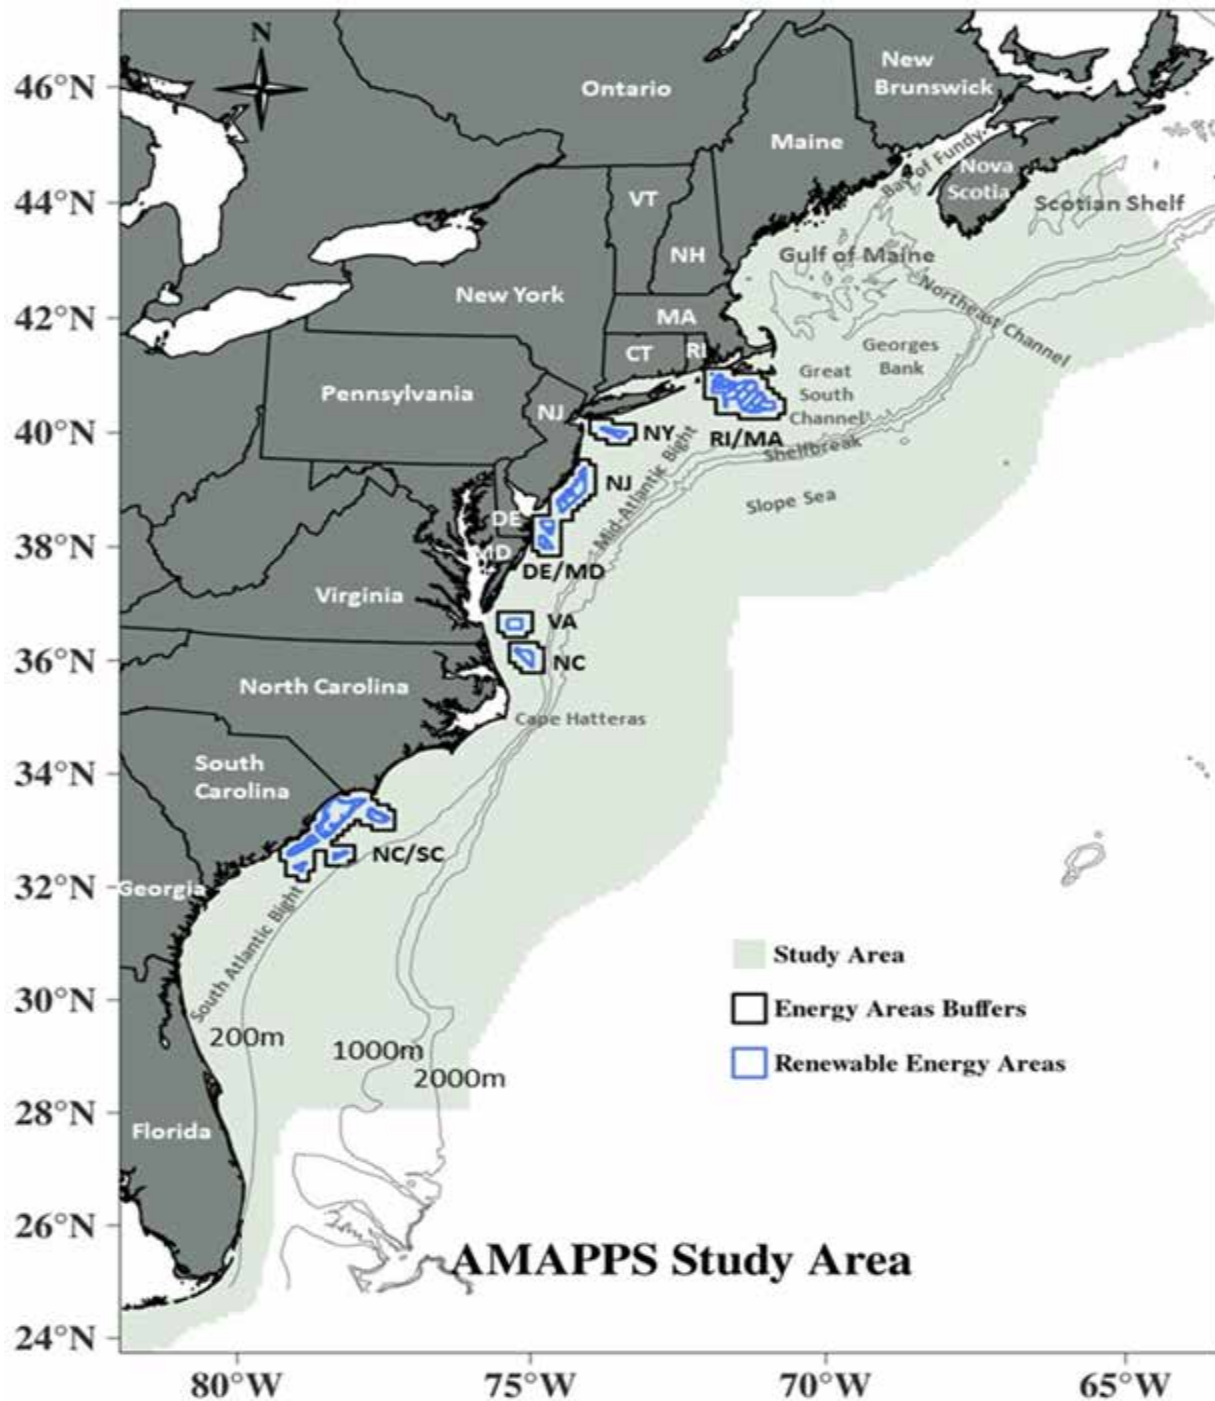 N
46°N
44°N
42°N
40°N
38°N
36°N
34°N
32°N
30°N
28°N
26°N
24°N
80°W
75°W
70°W
65°W
Ontario
New
Brunswick
Maine
Bay of Fundy
Nova
Scotia
Scotian Shelf
VT
NH
Gulf of Maine
New York
MA
Northeast Channel
CT
RI
Georges
Bank
Great
South
Channel
Pennsylvania
NJ
NY
RI/MA
Shelfbreak
Mid-Atlantic Bight
NJ
Slope Sea
DE
MD
DE/MD
Virginia
VA
NC
North Carolina
Cape Hatteras
South
Carolina
NC/SC
Georgia
South Atlantic Bight
200m
1000m
2000m
Florida
Study Area
Energy Areas Buffers
Renewable Energy Areas
AMAPPS Study Area